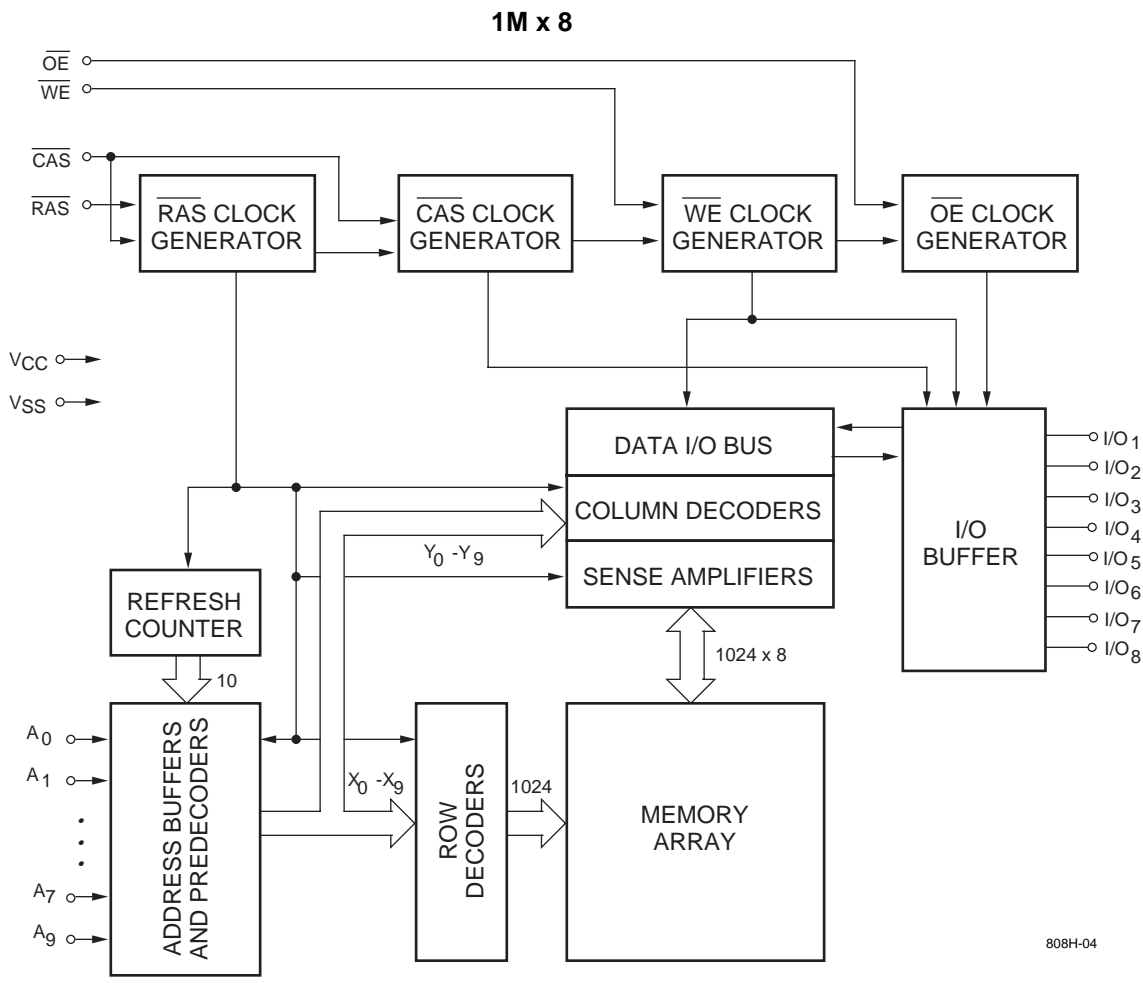 1M x 8
OE
WE
CAS
RAS
RAS CLOCK
GENERATOR
CAS CLOCK
GENERATOR
WE CLOCK
GENERATOR
OE CLOCK
GENERATOR
VCC
VSS
DATA I/O BUS
COLUMN DECODERS
SENSE AMPLIFIERS
Y0 -Y9
I/O
BUFFER
I/O1
I/O2
I/O3
I/O4
I/O5
I/O6
I/O7
I/O8
REFRESH
COUNTER
10
1024 x 8
A0
A1
A7
A9
ADDRESS BUFFERS
AND PREDECODERS
X0 -X9
ROW
DECODERS
1024
MEMORY
ARRAY
808H-04